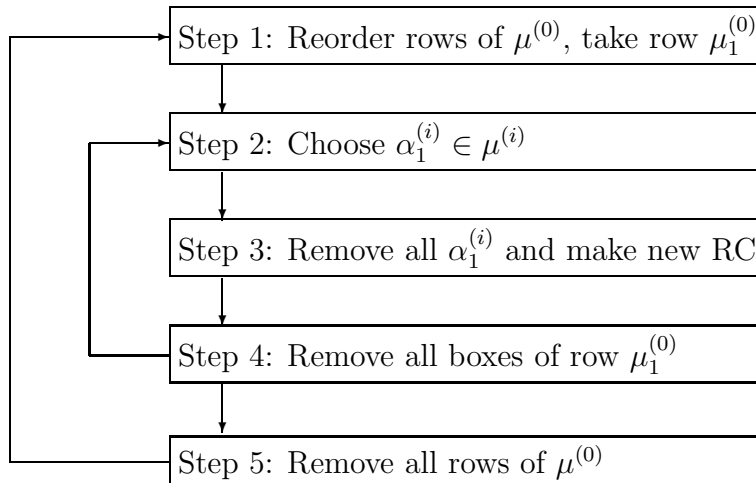 Step 1: Reorder rows of μ^{(0)}, take row μ_1^{(0)}
Step 2: Choose α_1^{(i)} ∈ μ^{(i)}
Step 3: Remove all α_1^{(i)} and make new RC
Step 4: Remove all boxes of row μ_1^{(0)}
Step 5: Remove all rows of μ^{(0)}